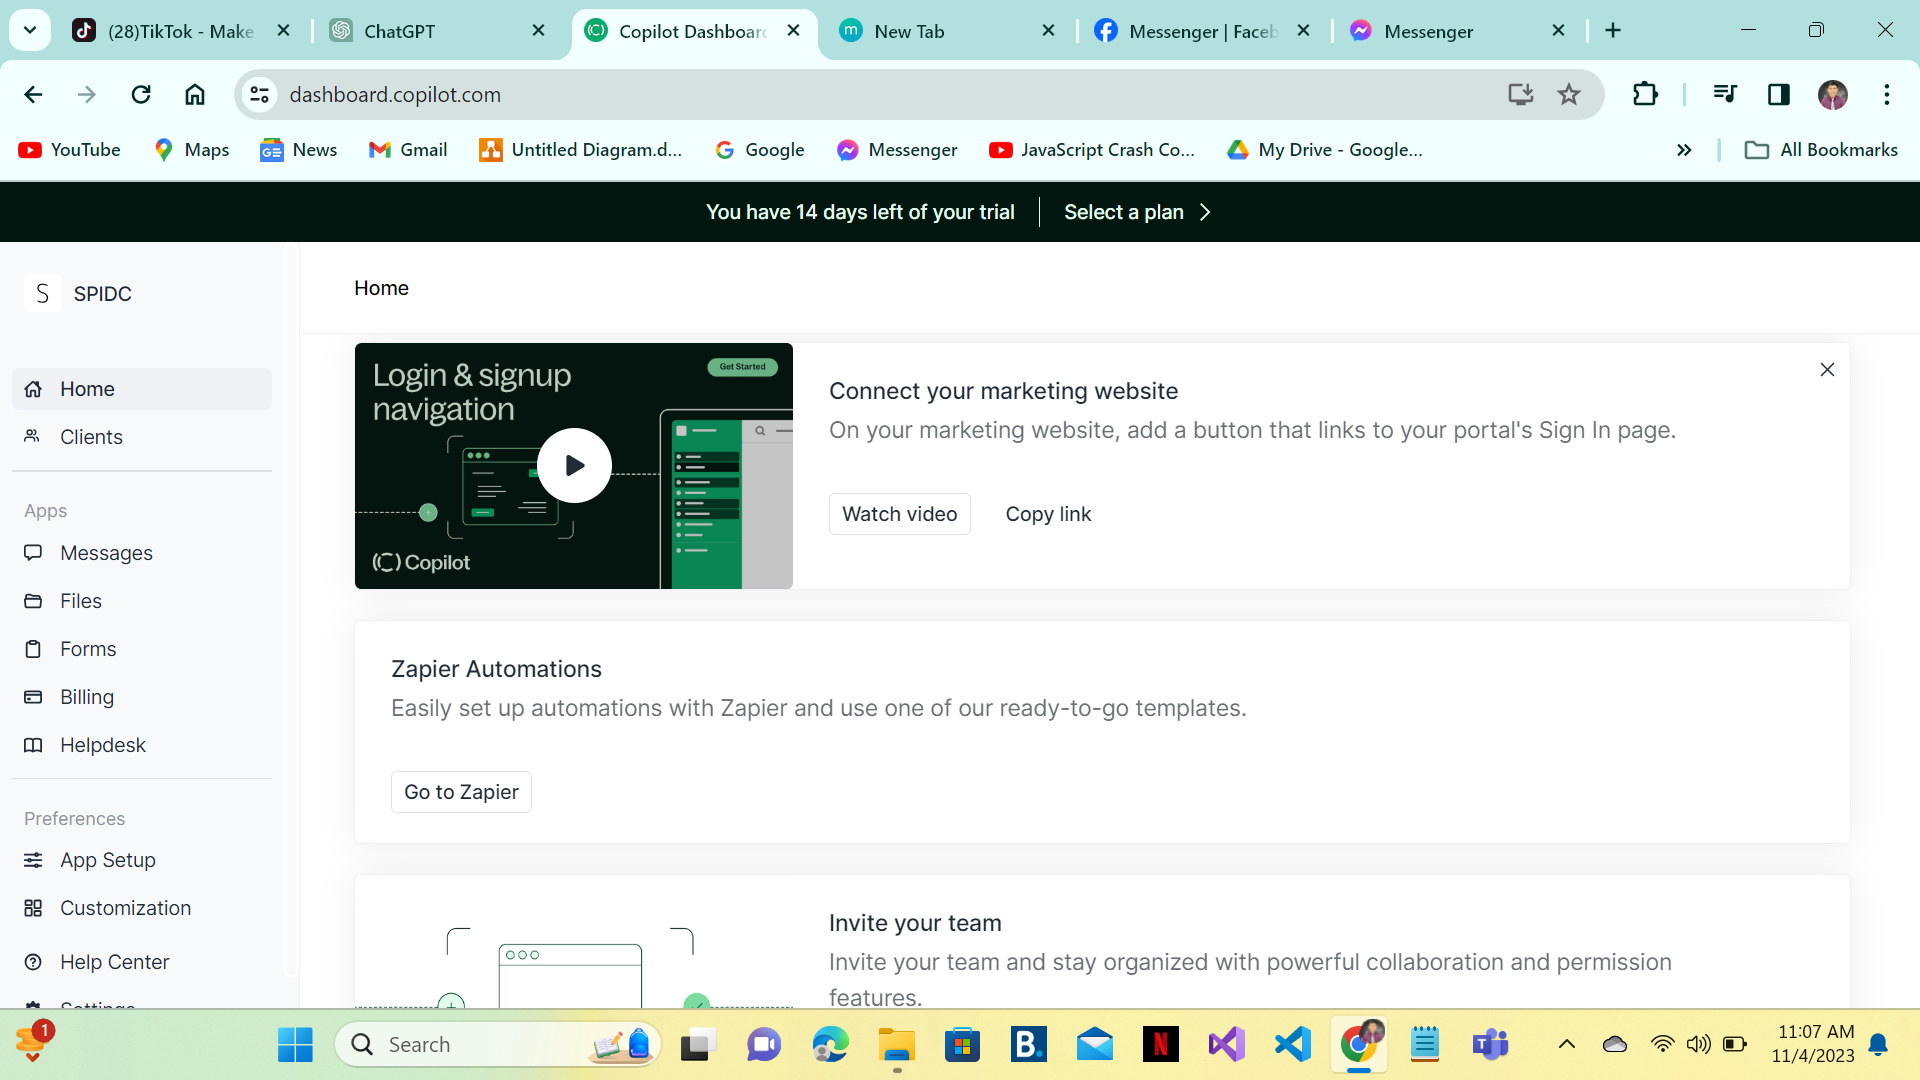 (28)TikTok - Make
ChatGPT
Copilot Dashboard
New Tab
Messenger | Faceb
Messenger
dashboard.copilot.com
YouTube
Maps
News
Gmail
Untitled Diagram.d...
Google
Messenger
JavaScript Crash Co...
My Drive - Google...
All Bookmarks
You have 14 days left of your trial
Select a plan
S
SPIDC
Home
Clients
Apps
Messages
Files
Forms
Billing
Helpdesk
Preferences
App Setup
Customization
Help Center
Settings
Home
Login & signup
navigation
Get Started
Copilot
Connect your marketing website
On your marketing website, add a button that links to your portal's Sign In page.
Watch video
Copy link
Zapier Automations
Easily set up automations with Zapier and use one of our ready-to-go templates.
Go to Zapier
Invite your team
Invite your team and stay organized with powerful collaboration and permission
features.
1
Search
B.
N
T
11:07 AM
11/4/2023